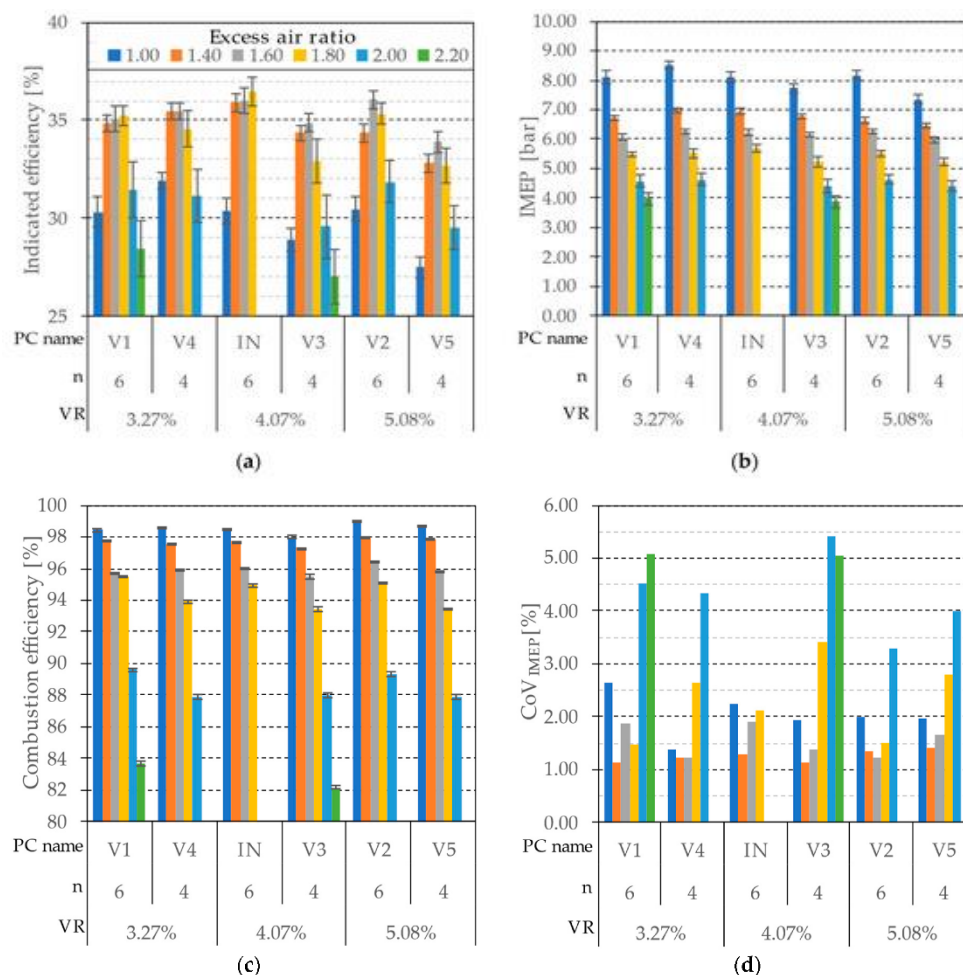 Excess air ratio
1.00 1.40 1.60 1.80 2.00 2.20
Indicated efficiency [%]
40
35
30
25
PC name V1 V4 IN V3 V2 V5
n 6 4 6 4 6 4
VR 3.27% 4.07% 5.08%
(a)
IMEP [bar]
10.00
9.00
8.00
7.00
6.00
5.00
4.00
3.00
2.00
1.00
0.00
PC name V1 V4 IN V3 V2 V5
n 6 4 6 4 6 4
VR 3.27% 4.07% 5.08%
(b)
Combustion efficiency [%]
100
98
96
94
92
90
88
86
84
82
80
PC name V1 V4 IN V3 V2 V5
n 6 4 6 4 6 4
VR 3.27% 4.07% 5.08%
(c)
CoV IMEP [%]
6.00
5.00
4.00
3.00
2.00
1.00
0.00
PC name V1 V4 IN V3 V2 V5
n 6 4 6 4 6 4
VR 3.27% 4.07% 5.08%
(d)